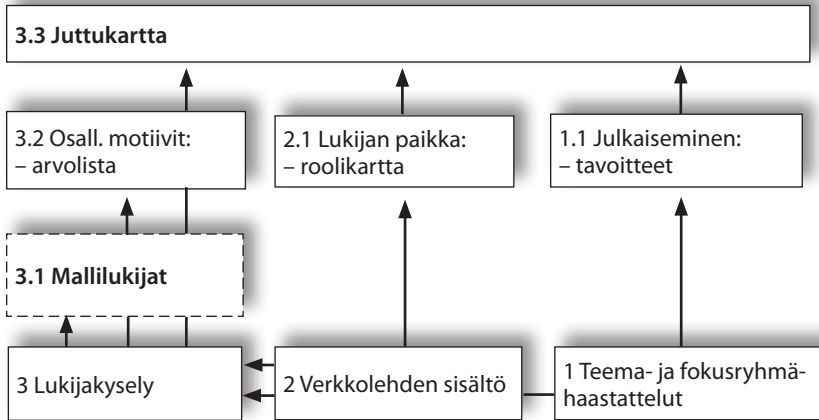 3.3 Juttukartta
3.2 Osall. motiivit:
– arvolista
2.1 Lukijan paikka:
– roolikartta
1.1 Julkaiseminen:
– tavoitteet
3.1 Mallilukijat
3 Lukijakysely
2 Verkkolehden sisältö
1 Teema- ja fokusryhmä-
haastattelut